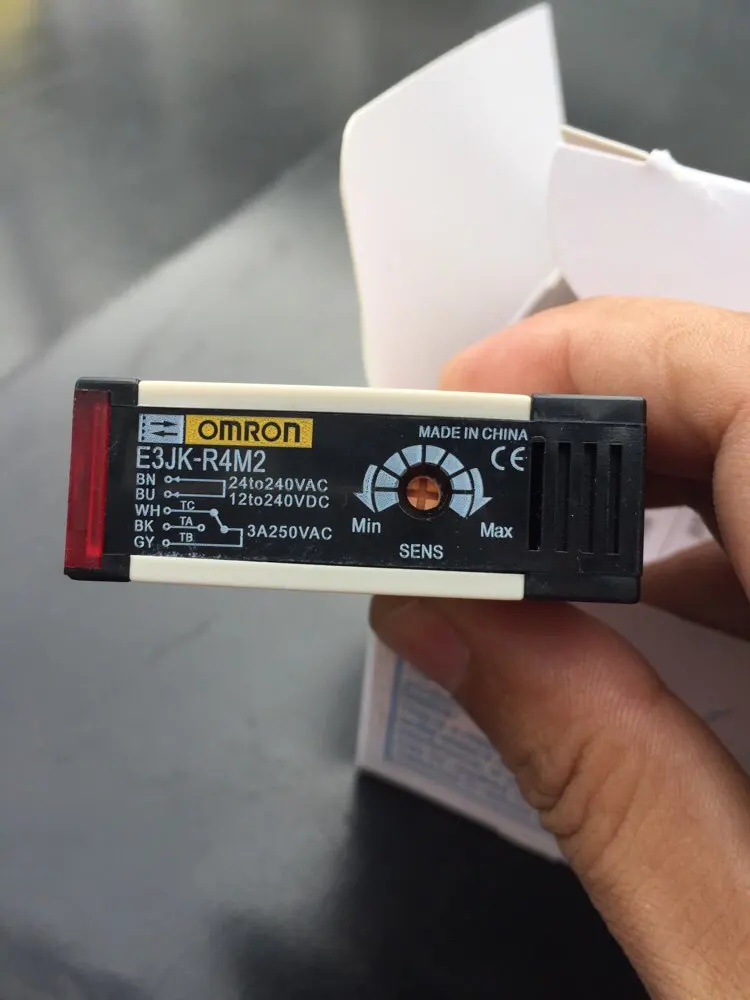 OMRON
MADE IN CHINA
E3JK-R4M2
CE
BN 24to240VAC
BU 12to240VDC
WH TC
BK TA 3A250VAC
GY TB
Min Max
SENS